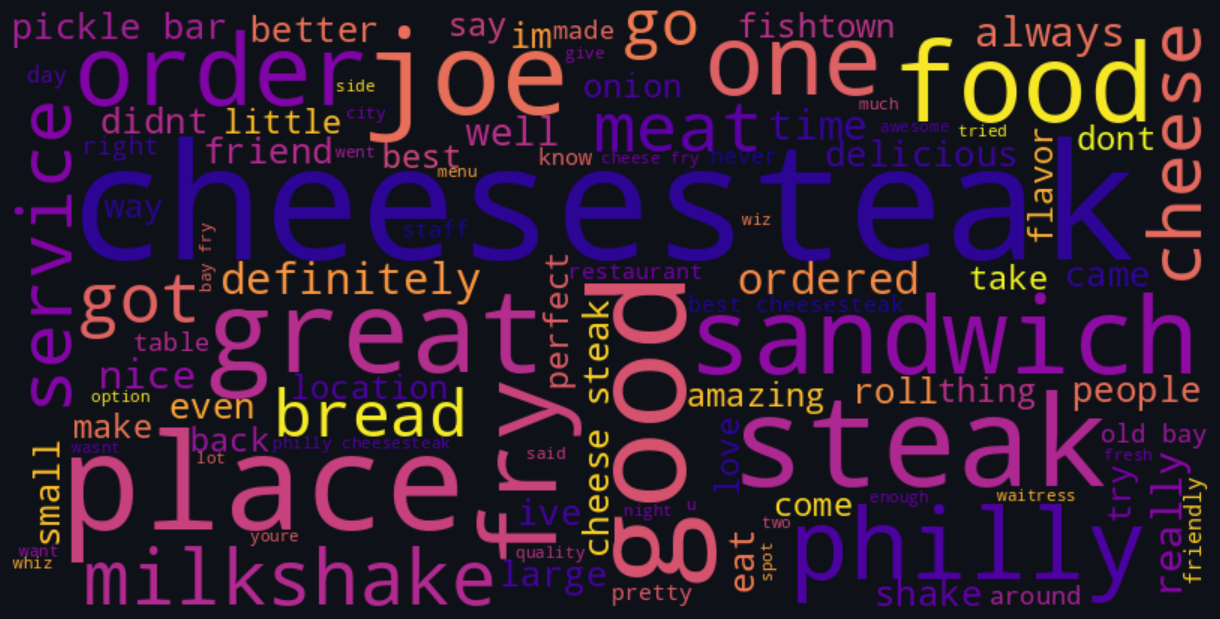 pickle bar
better
joe
say
im
made
go
fishtown
always
cheese
day
order
side
give
onion
one
much
food
service
didnt
little
city
well
meat
time
awesome
tried
dont
right
friend
went
best
menu
know
cheese fry
never
delicious
flavor
cheesesteak
way
staff
wiz
bay fry
got
definitely
perfect
restaurant
ordered
take
came
best cheesesteak
great
table
nice
location
cheese steak
good
sandwich
option
even
bread
fry
amazing
roll
thing
people
make
back
philly cheesesteak
wasnt
lot
said
love
steak
old bay
fresh
small
place
ive
night
u
come
enough
waitress
try
really
friendly
want
whiz
youre
milkshake
quality
large
pretty
eat
two
spot
philly
shake
around